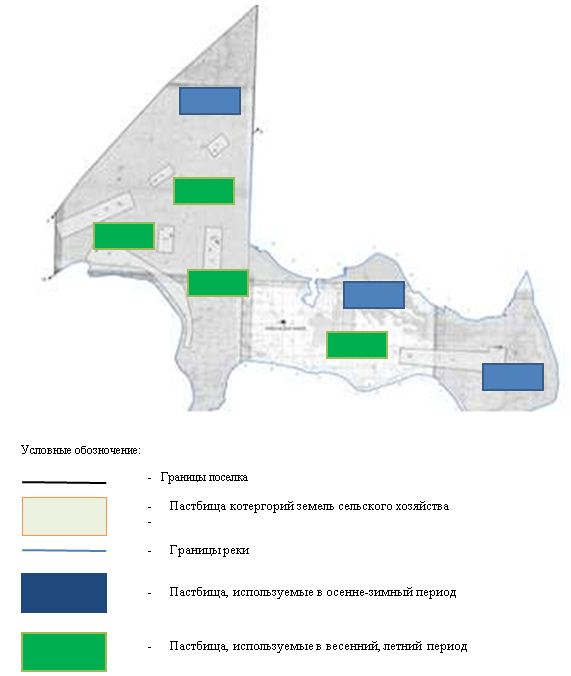 Условные обозначение:
- Границы поселка
- Пастбища котергорий земель сельского хозяйства
-
- Границы реки
- Пастбища, используемые в осенне-зимный период
- Пастбища, используемые в весенний, летний период